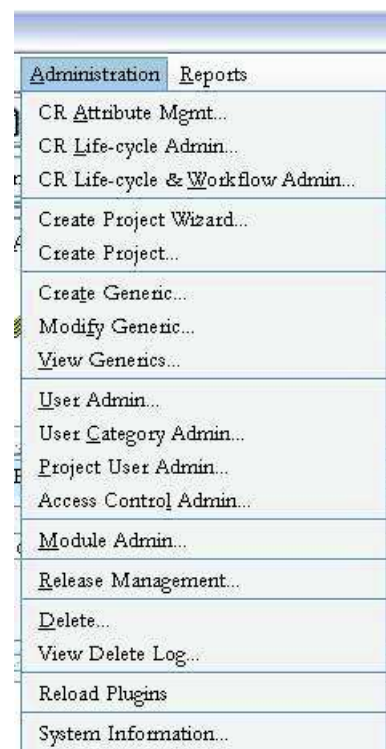 Administration Reports
CR Attribute Mgmt...
CR Life-cycle Admin...
CR Life-cycle & Workflow Admin...
Create Project Wizard...
Create Project...
Create Generic...
Modify Generic...
View Generics...
User Admin...
User Category Admin...
Project User Admin...
Access Control Admin...
Module Admin...
Release Management...
Delete...
View Delete Log...
Reload Plugins
System Information...